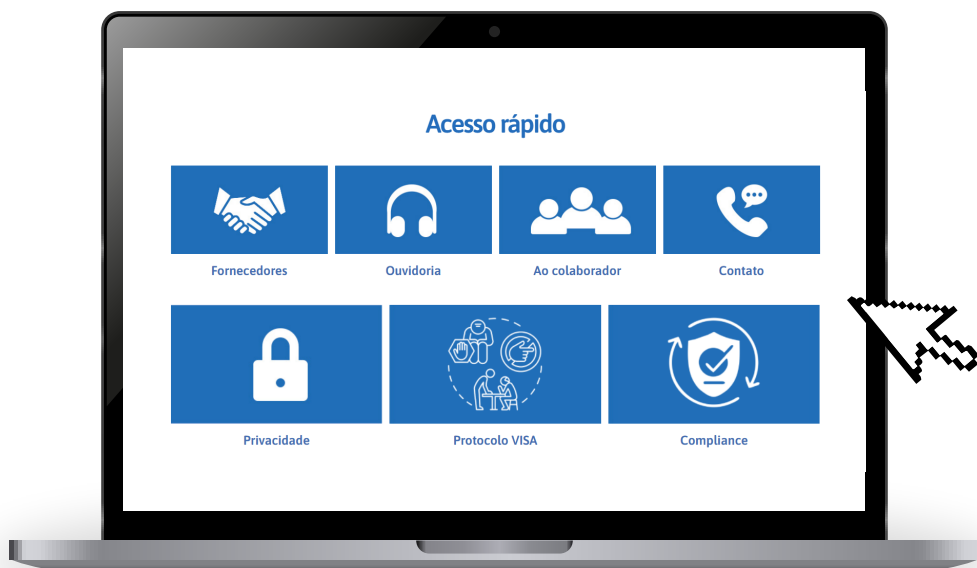 Acesso rápido
Fornecedores
Ouvidoria
Ao colaborador
Contato
Privacidade
Protocolo VISA
Compliance